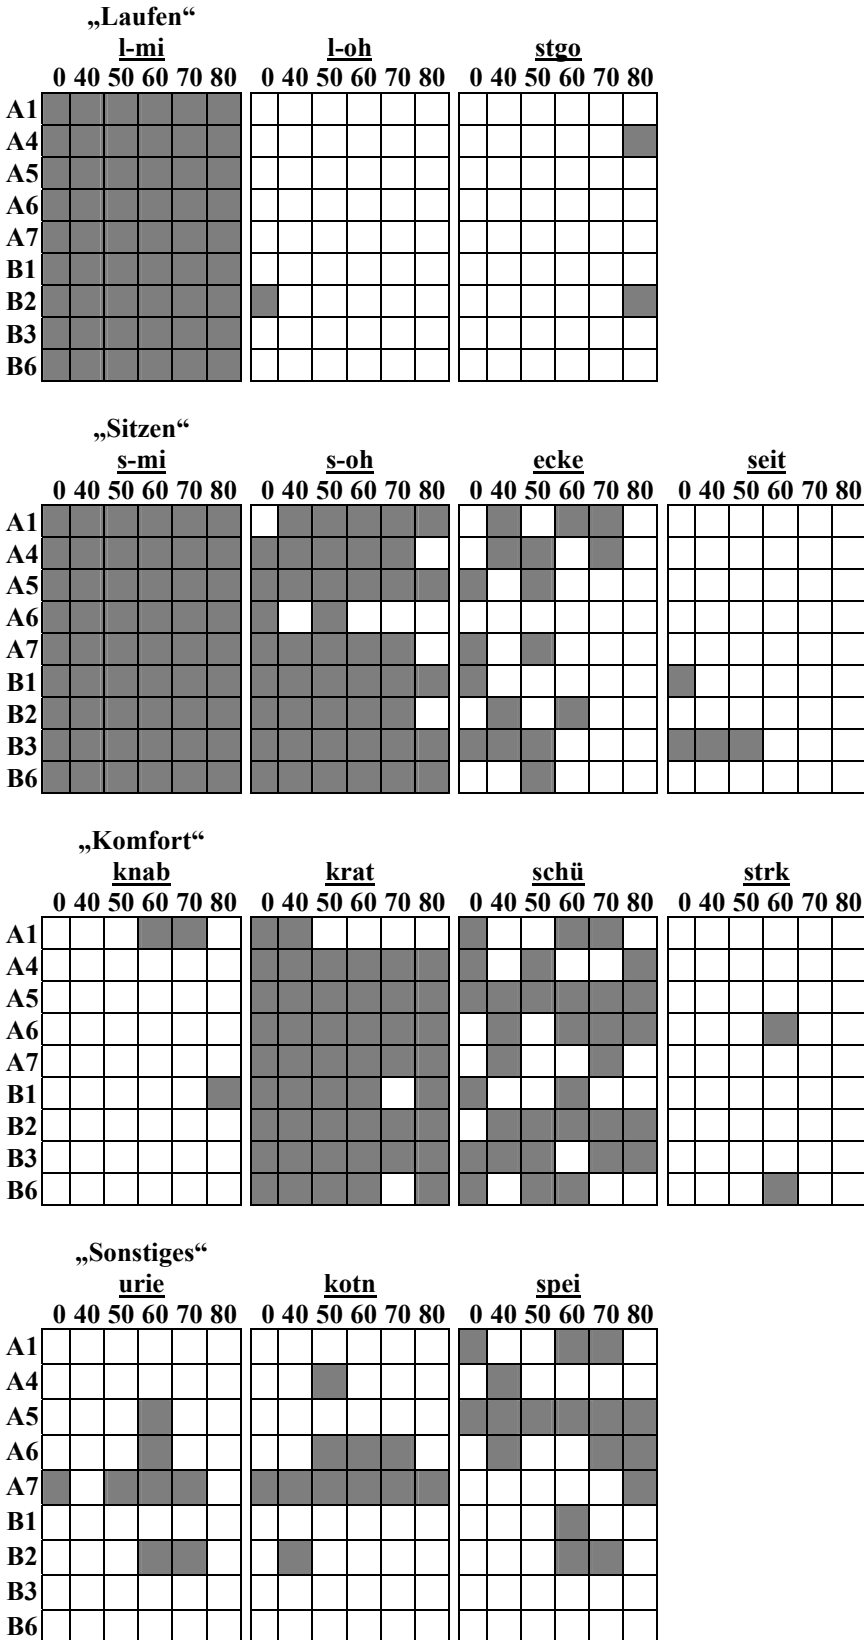 „Laufen“
l-mi l-oh stgo
0 40 50 60 70 80 0 40 50 60 70 80 0 40 50 60 70 80
A1
A4
A5
A6
A7
B1
B2
B3
B6
„Sitzen“
s-mi s-oh ecke seit
0 40 50 60 70 80 0 40 50 60 70 80 0 40 50 60 70 80 0 40 50 60 70 80
A1
A4
A5
A6
A7
B1
B2
B3
B6
„Komfort“
knab krat schü strk
0 40 50 60 70 80 0 40 50 60 70 80 0 40 50 60 70 80 0 40 50 60 70 80
A1
A4
A5
A6
A7
B1
B2
B3
B6
„Sonstiges“
urie kotn spei
0 40 50 60 70 80 0 40 50 60 70 80 0 40 50 60 70 80
A1
A4
A5
A6
A7
B1
B2
B3
B6